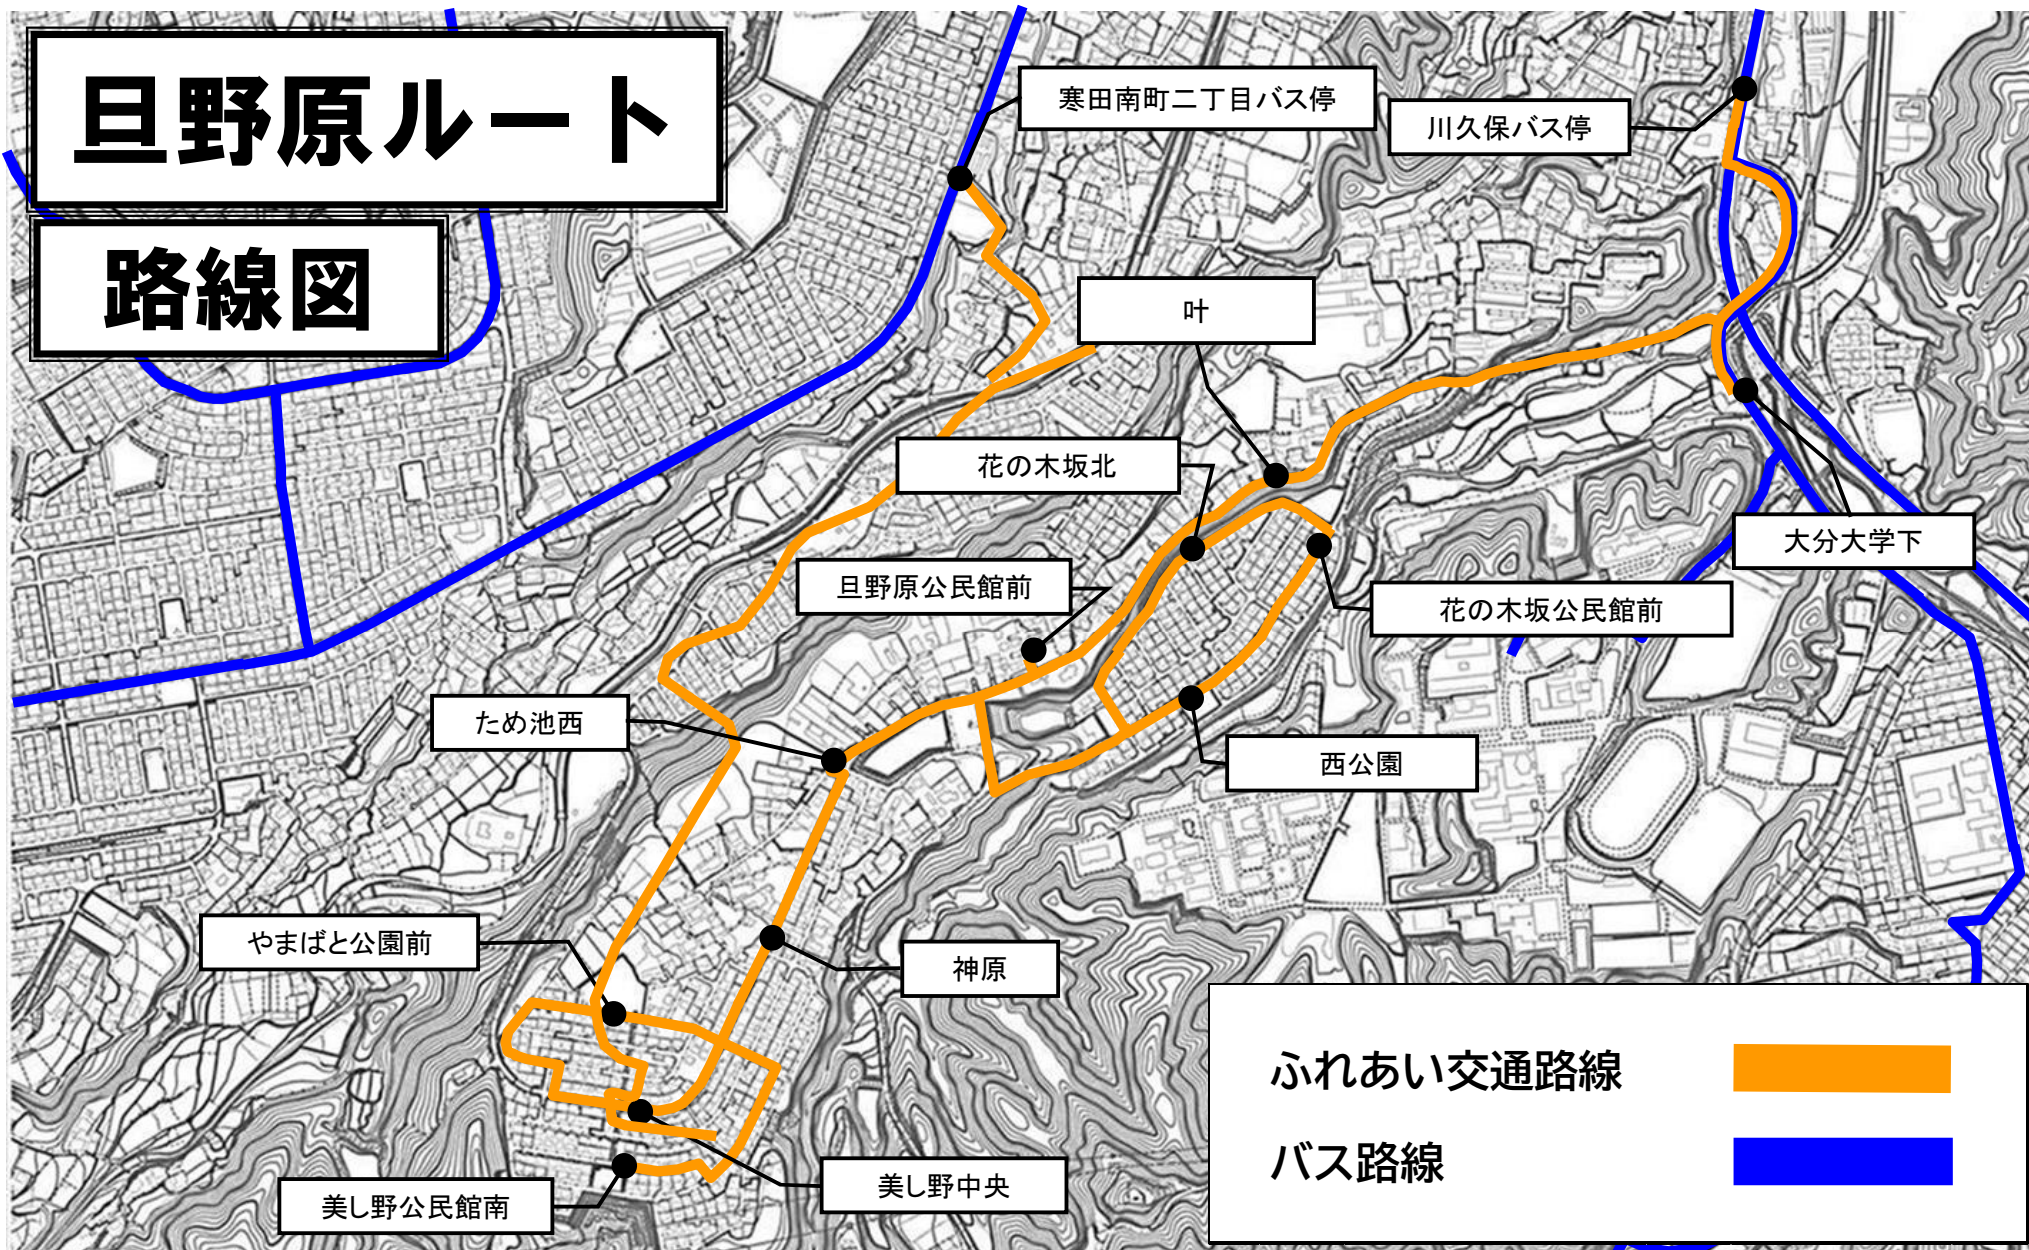 旦野原ルート
路線図
寒田南町二丁目バス停
川久保バス停
叶
花の木坂北
大分大学下
旦野原公民館前
花の木坂公民館前
ため池西
西公園
やまばと公園前
神原
美し野中央
美し野公民館南
ふれあい交通路線
バス路線